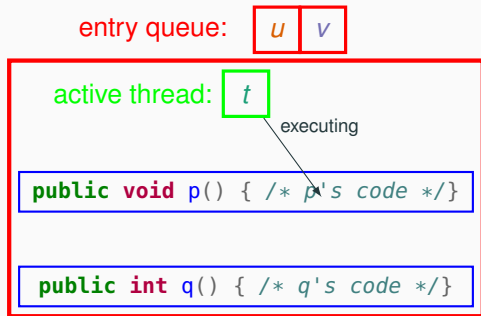 entry queue: u v
active thread: t
executing
public void p() { /* p's code */}
public int q() { /* q's code */}